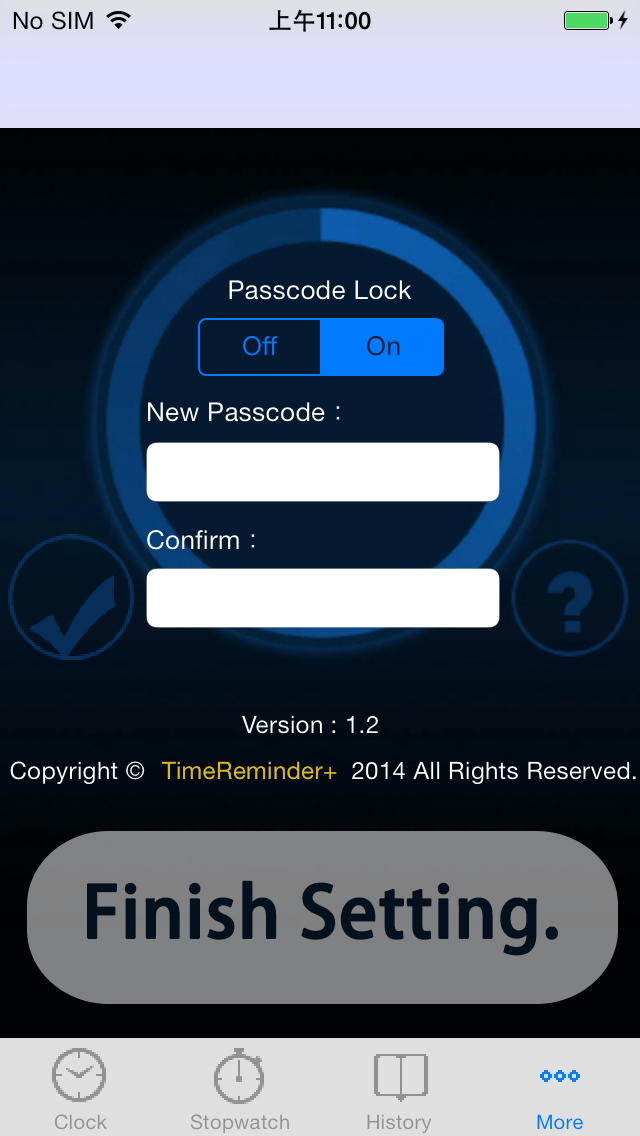 No SIM 上午11:00
Passcode Lock
Off On
New Passcode：
Confirm：
?
Version : 1.2
Copyright © TimeReminder+ 2014 All Rights Reserved.
Finish Setting.
Clock Stopwatch History More